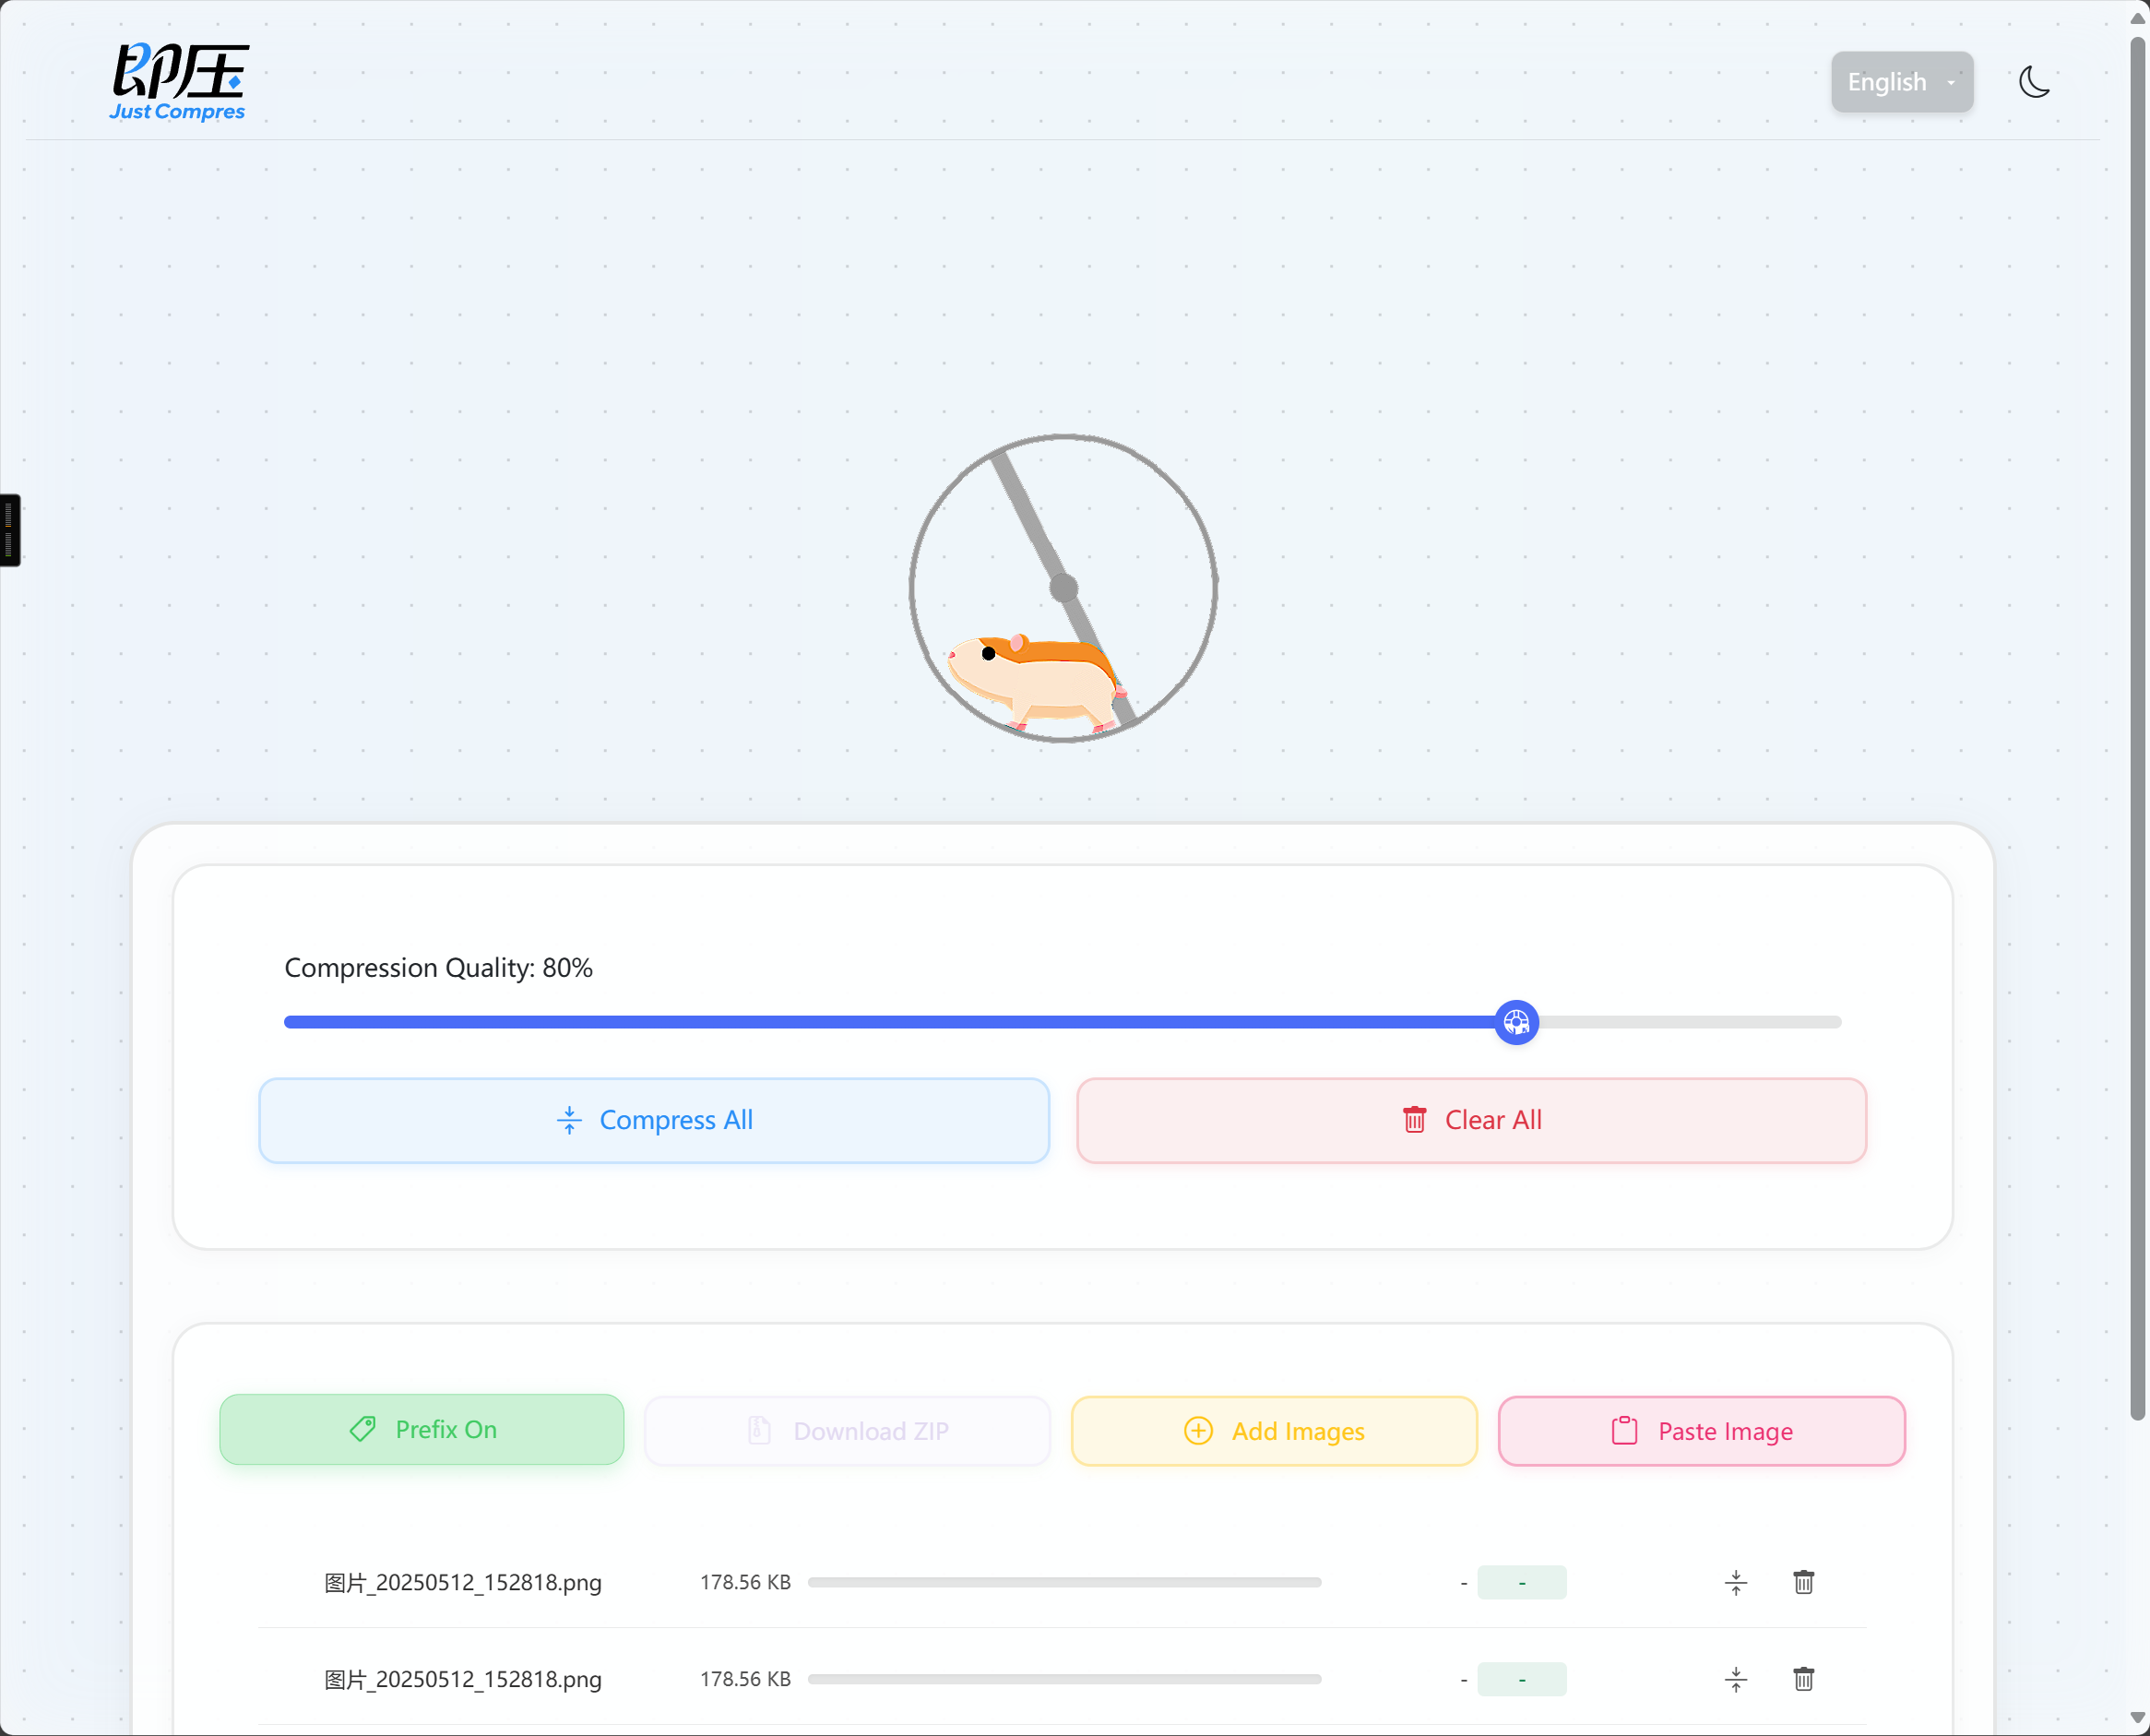 即压
Just Compres
English
Compression Quality: 80%
Compress All
Clear All
Prefix On
Download ZIP
Add Images
Paste Image
图片_20250512_152818.png 178.56 KB - -
图片_20250512_152818.png 178.56 KB - -